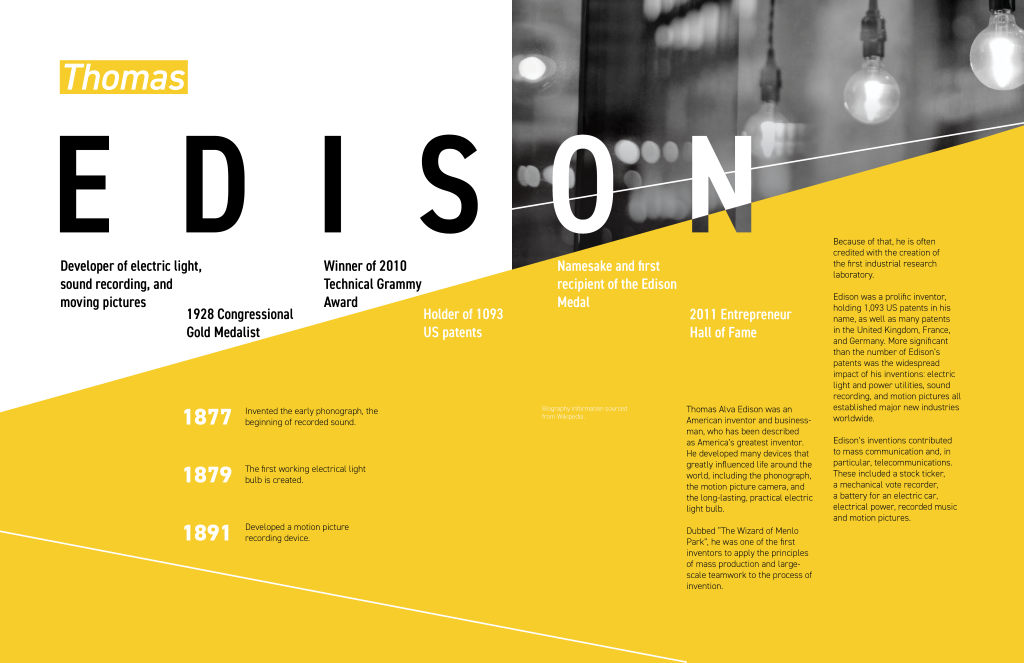 Thomas
EDISON
Developer of electric light,
sound recording, and
moving pictures
1928 Congressional
Gold Medalist
Winner of 2010
Technical Grammy
Award
Holder of 1093
US patents
Namesake and first
recipient of the Edison
Medal
2011 Entrepreneur
Hall of Fame
1877
Invented the early phonograph, the
beginning of recorded sound.
1879
The first working electrical light
bulb is created.
1891
Developed a motion picture
recording device.
Biography information sourced
from Wikipedia
Thomas Alva Edison was an
American inventor and business-
man, who has been described
as America's greatest inventor.
He developed many devices that
greatly influenced life around the
world, including the phonograph,
the motion picture camera, and
the long-lasting, practical electric
light bulb.
Dubbed "The Wizard of Menlo
Park", he was one of the first
inventors to apply the principles
of mass production and large-
scale teamwork to the process of
invention.
Because of that, he is often
credited with the creation of
the first industrial research
laboratory.
Edison was a prolific inventor,
holding 1,093 US patents in his
name, as well as many patents
in the United Kingdom, France,
and Germany. More significant
than the number of Edison's
patents was the widespread
impact of his inventions: electric
light and power utilities, sound
recording, and motion pictures all
established major new industries
worldwide.
Edison's inventions contributed
to mass communication and, in
particular, telecommunications.
These included a stock ticker,
a mechanical vote recorder,
a battery for an electric car,
electrical power, recorded music
and motion pictures.